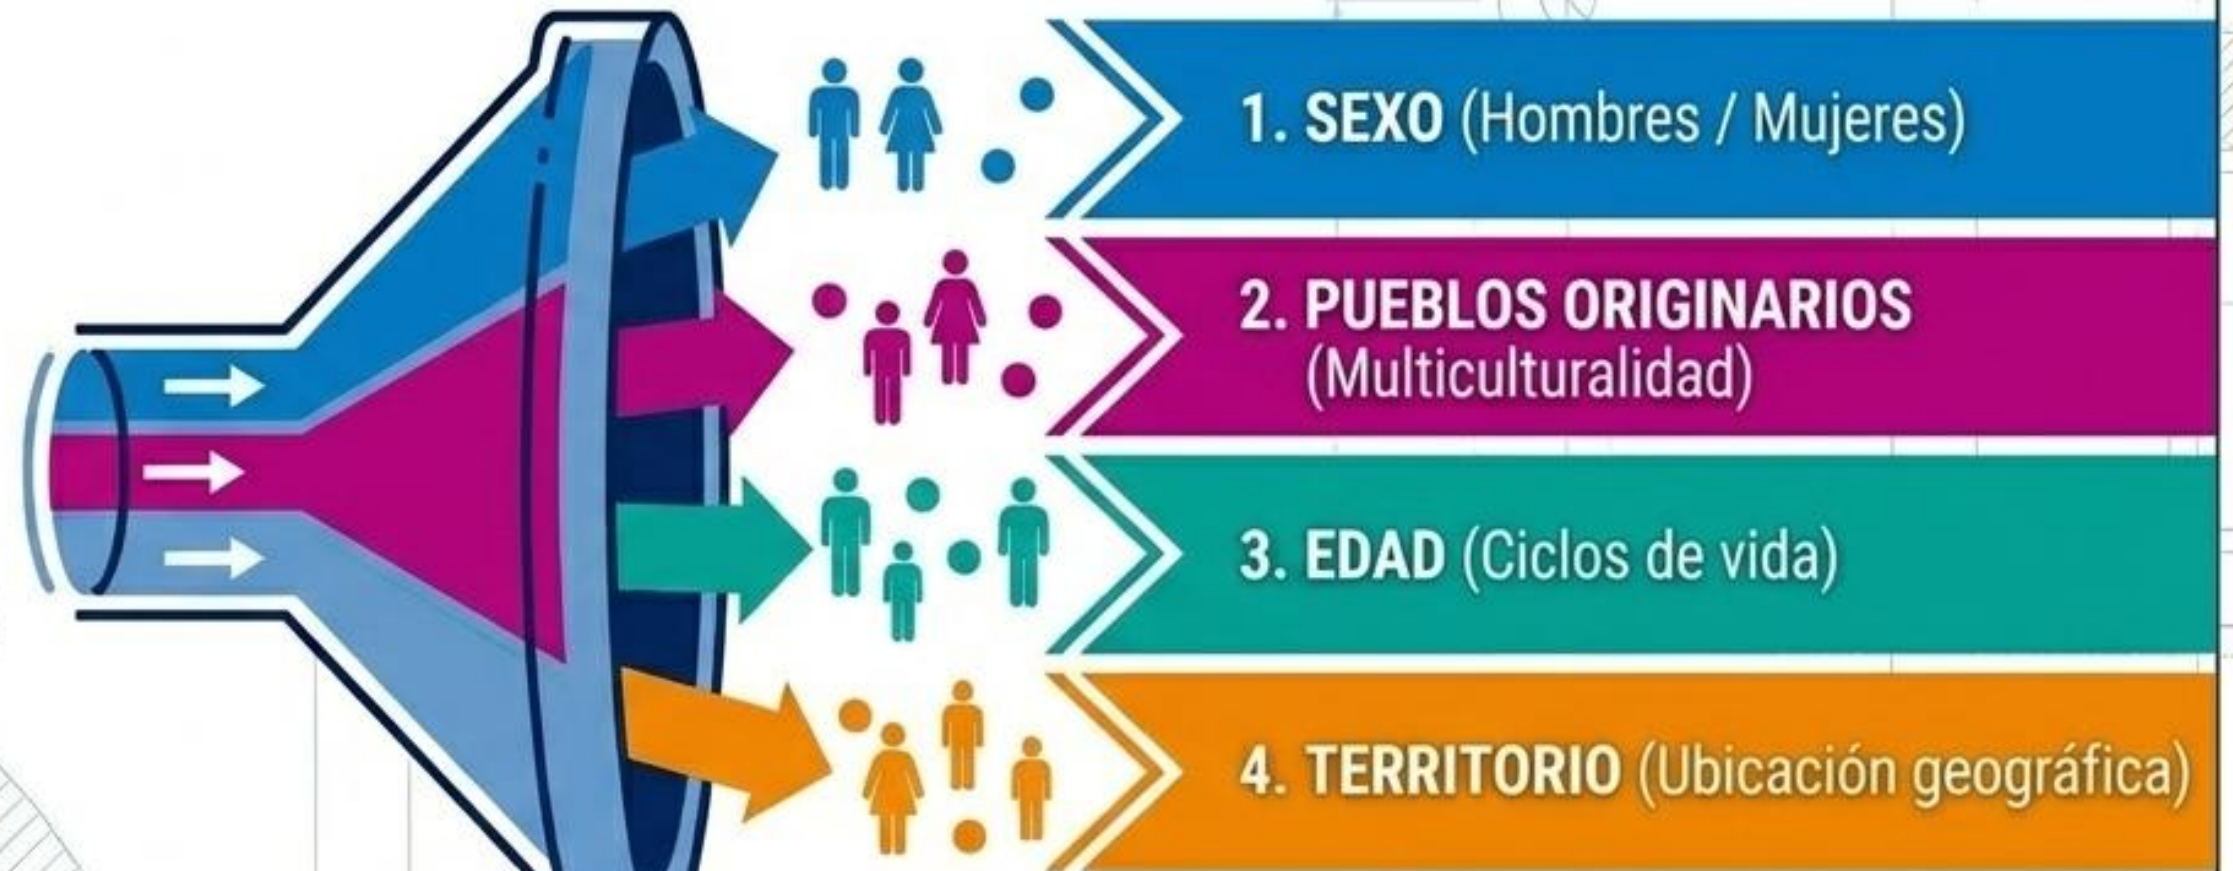 1. SEXO (Hombres / Mujeres)
2. PUEBLOS ORIGINARIOS
(Multiculturalidad)
3. EDAD (Ciclos de vida)
4. TERRITORIO (Ubicación geográfica)